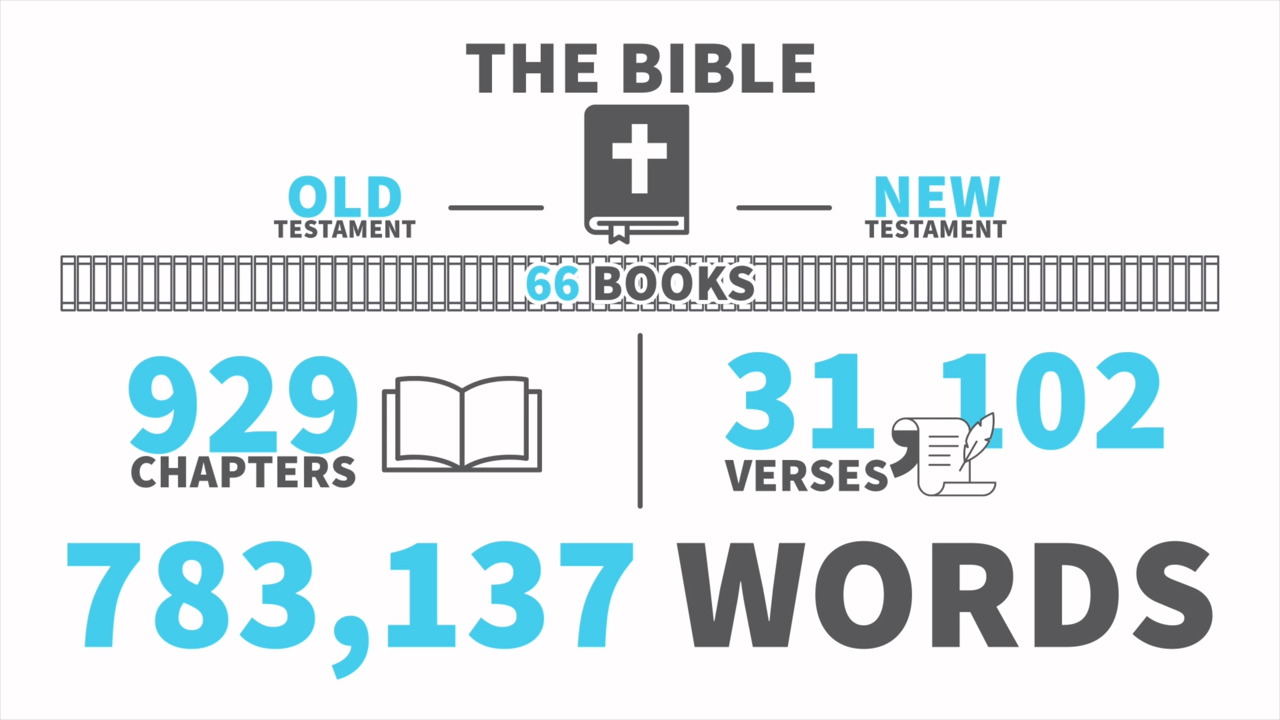 THE BIBLE
OLD
TESTAMENT
NEW
TESTAMENT
66 BOOKS
929
CHAPTERS
31,102
VERSES
783,137 WORDS